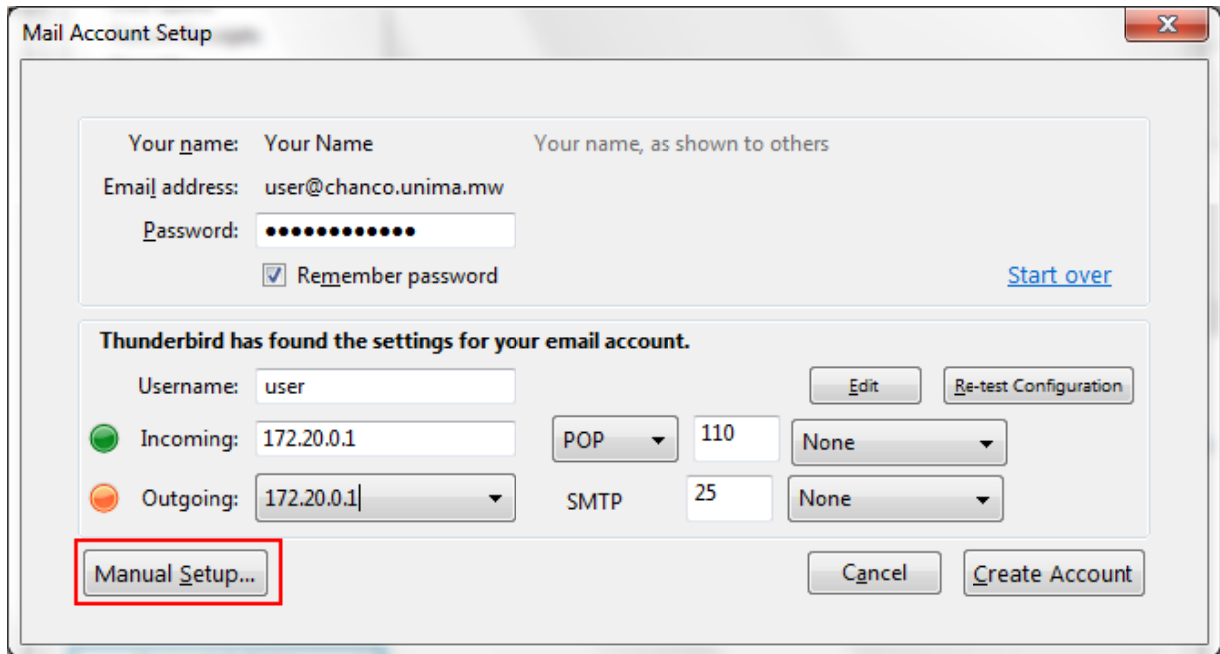 Mail Account Setup
Your name: Your Name Your name, as shown to others
Email address: user@chanco.unima.mw
Password: ●●●●●●●●●●●●
Remember password Start over
Thunderbird has found the settings for your email account.
Username: user Edit Re-test Configuration
Incoming: 172.20.0.1 POP 110 None
Outgoing: 172.20.0.1 SMTP 25 None
Manual Setup... Cancel Create Account